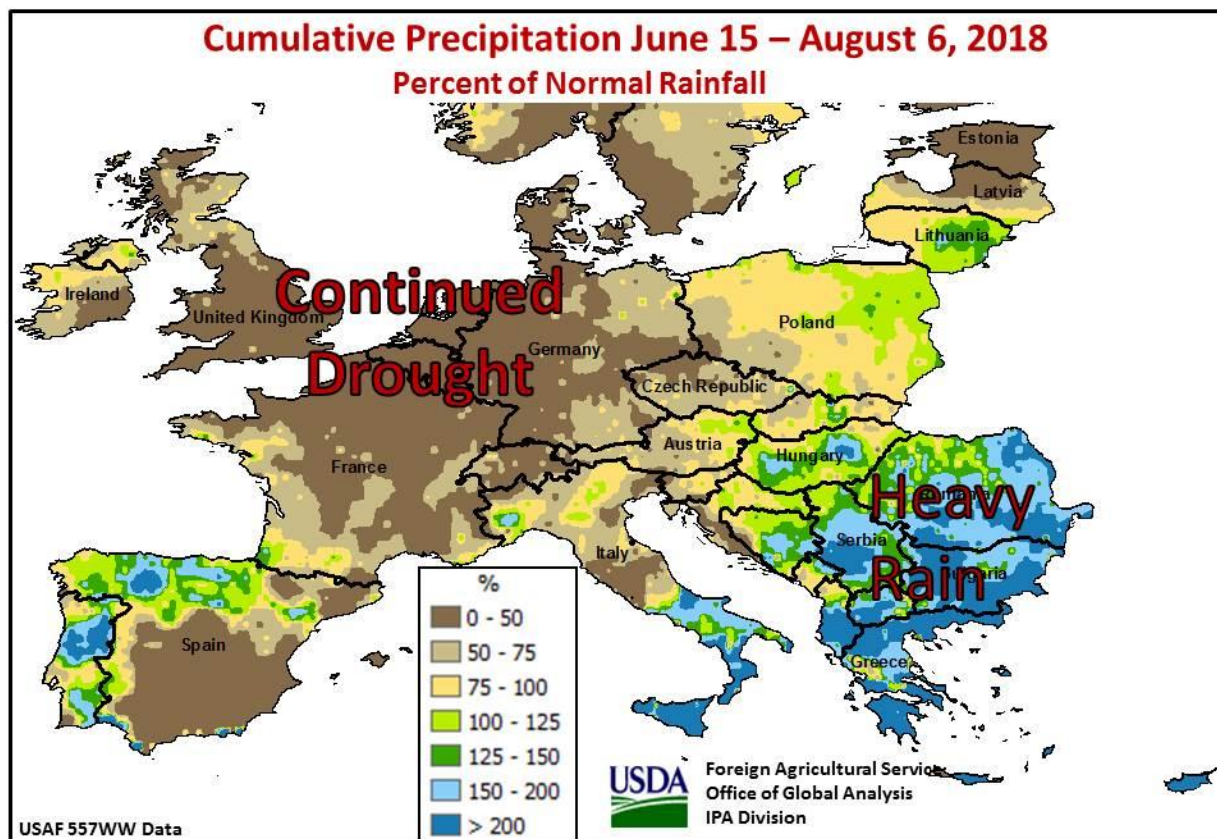 Cumulative Precipitation June 15 – August 6, 2018
Percent of Normal Rainfall
Estonia
Latvia
Lithuania
Ireland
United Kingdom
Continued
Drought
Germany
Poland
Czech Republic
France
Austria
Hungary
Heavy
Rain
Serbia
Italy
Spain
Greece
%
0 - 50
50 - 75
75 - 100
100 - 125
125 - 150
150 - 200
> 200
USDA
Foreign Agricultural Service
Office of Global Analysis
IPA Division
USAF 557WW Data